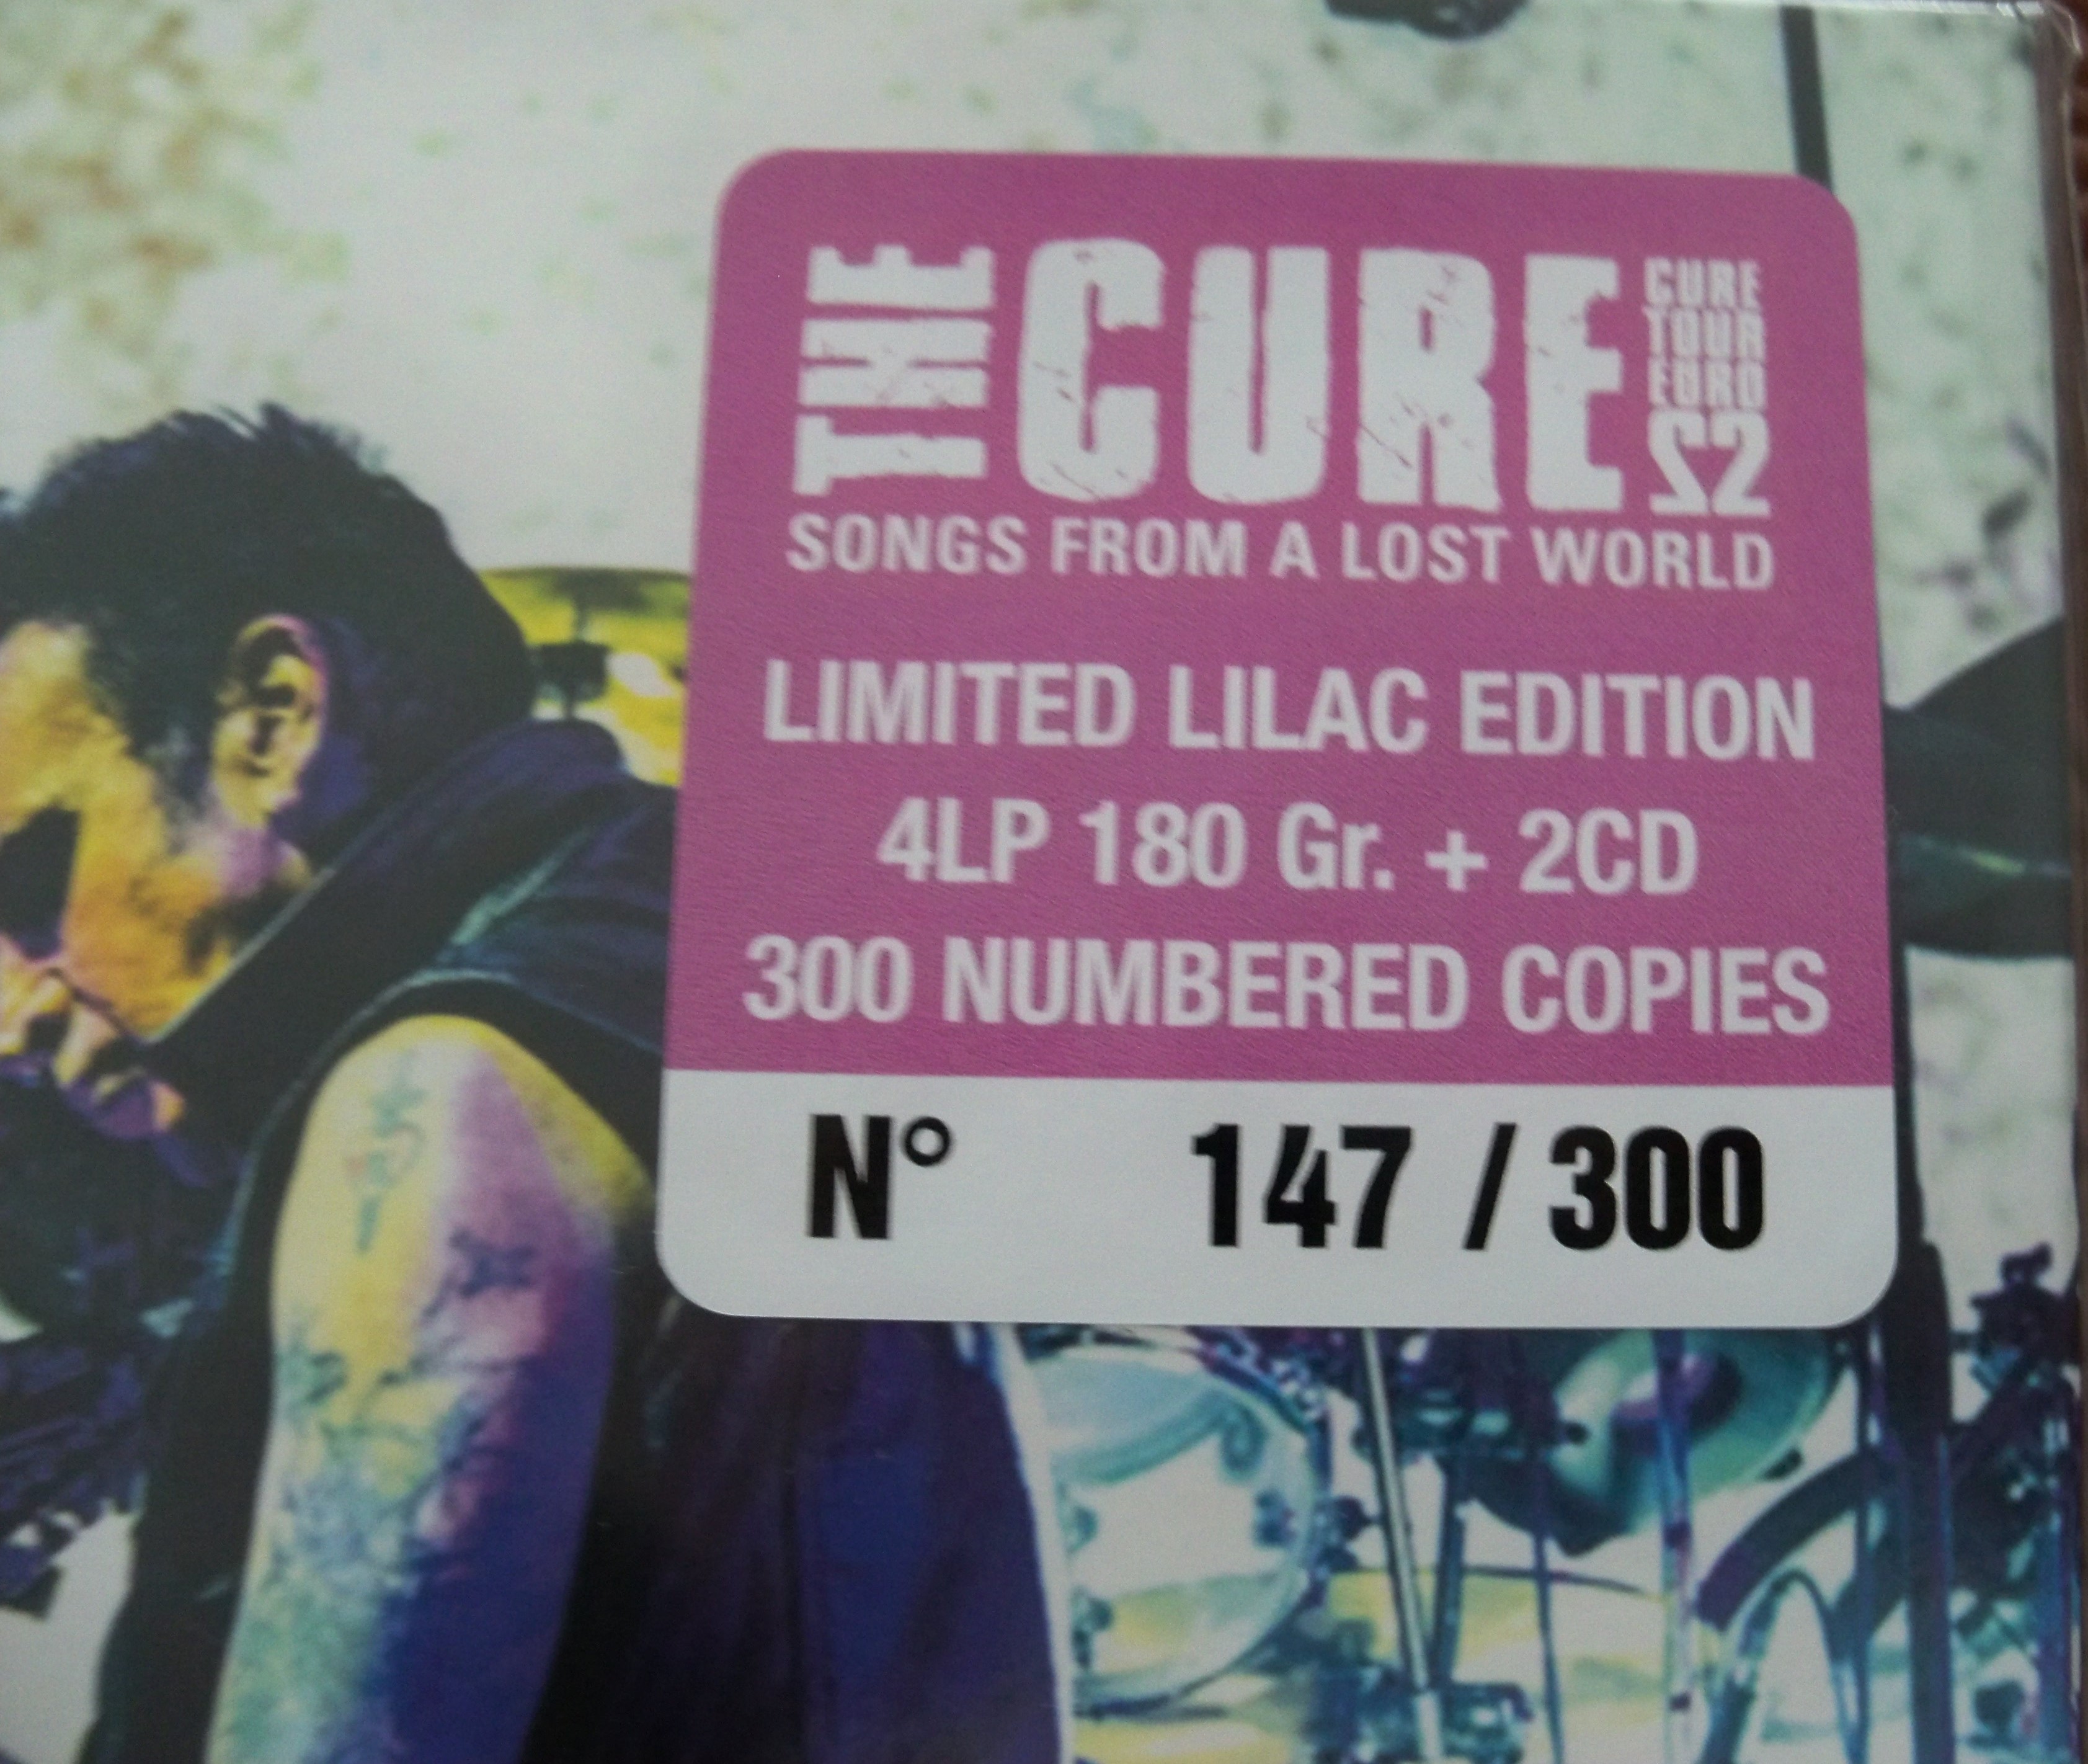 THE CURE
CURE
TOUR
EURO
22
SONGS FROM A LOST WORLD
LIMITED LILAC EDITION
4LP 180 Gr. + 2CD
300 NUMBERED COPIES
N° 147 / 300